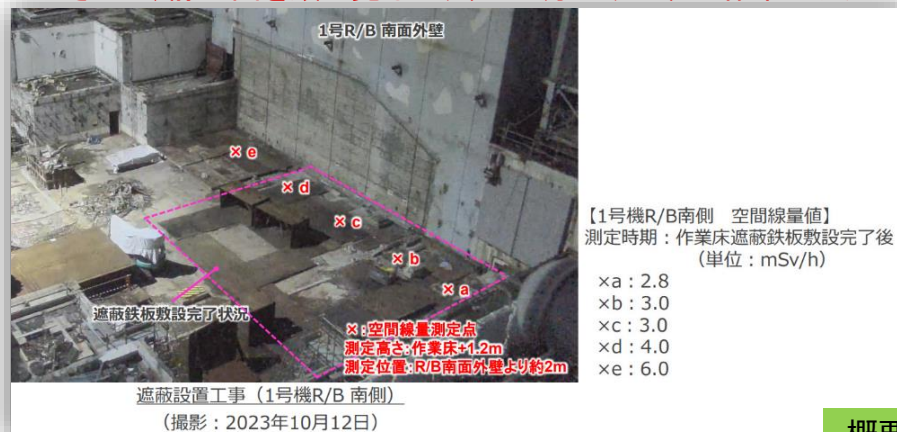 1号R/B 南面外壁
× e
× d
× c
× b
× a
遮蔽鉄板敷設完了状況
×:空間線量測定点
測定高さ:作業床+1.2m
測定位置:R/B南面外壁より約2m
遮蔽設置工事（1号機R/B 南側）
（撮影：2023年10月12日）
【1号機R/B南側　空間線量値】
測定時期：作業床遮蔽鉄板敷設完了後
（単位：mSv/h）
×a：2.8
×b：3.0
×c：3.0
×d：4.0
×e：6.0